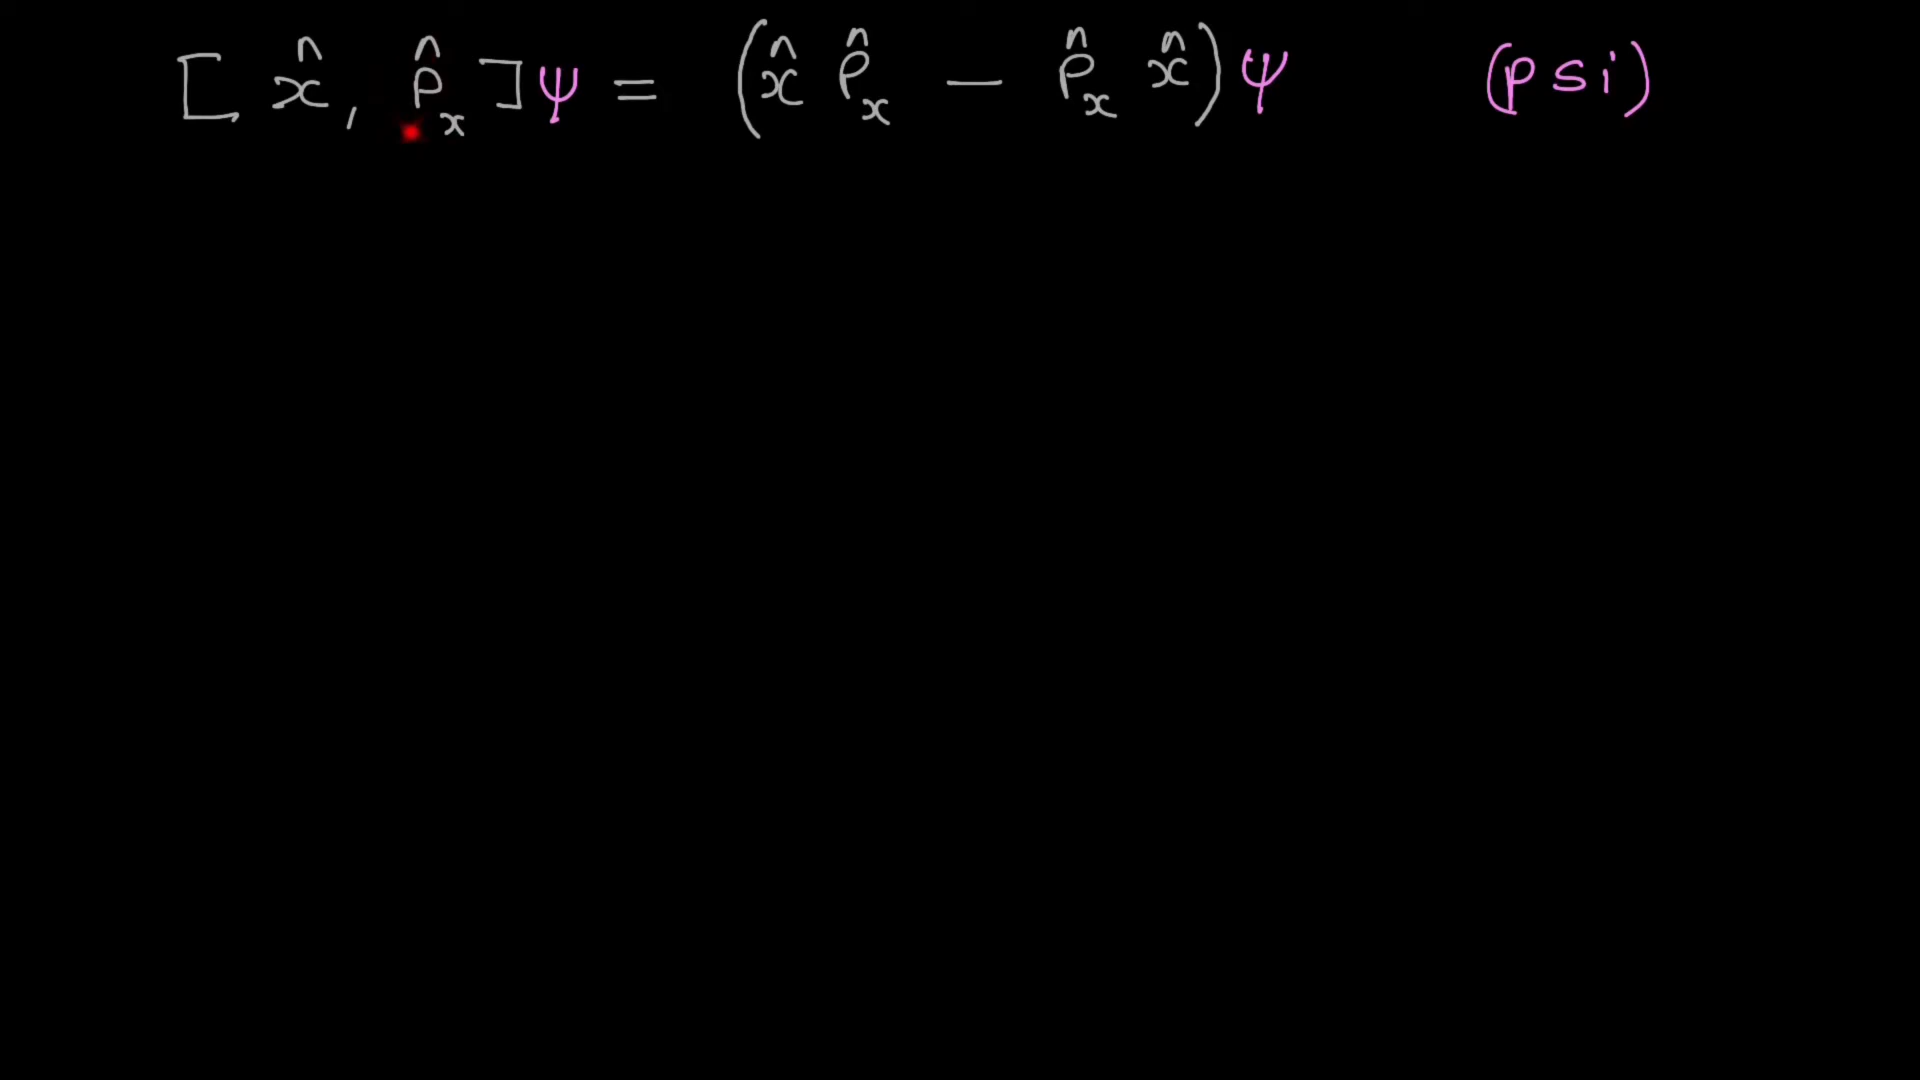 [x̂, p̂ₓ]ψ = (x̂ p̂ₓ − p̂ₓ x̂)ψ (psi)